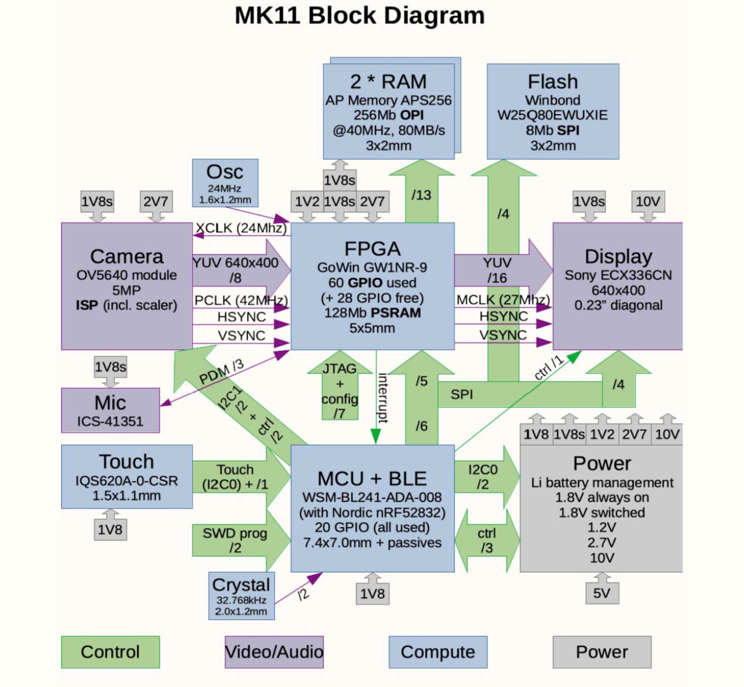 MK11 Block Diagram
2 * RAM
AP Memory APS256
256Mb OPI
@40MHz, 80MB/s
3x2mm
Flash
Winbond
W25Q80EWUXIE
8Mb SPI
3x2mm
Osc
24MHz
1.6x1.2mm
1V8s
1V2
1V8s
2V7
/13
/4
1V8s
2V7
1V8s
10V
XCLK (24Mhz)
Camera
OV5640 module
5MP
ISP (incl. scaler)
YUV 640x400
/8
PCLK (42MHz)
HSYNC
VSYNC
FPGA
GoWin GW1NR-9
60 GPIO used
(+ 28 GPIO free)
128Mb PSRAM
5x5mm
YUV
/16
MCLK (27Mhz)
HSYNC
VSYNC
Display
Sony ECX336CN
640x400
0.23" diagonal
1V8s
Mic
ICS-41351
PDM /3
I2C1
/2 + ctrl
/2
JTAG
+
config
/7
interrupt
/5
/6
SPI
ctrl /1
/4
1V8
1V8s
1V2
2V7
10V
Touch
IQS620A-0-CSR
1.5x1.1mm
1V8
Touch
(I2C0) + /1
SWD prog
/2
MCU + BLE
WSM-BL241-ADA-008
(with Nordic nRF52832)
20 GPIO (all used)
7.4x7.0mm + passives
I2C0
/2
ctrl
/3
Power
Li battery management
1.8V always on
1.8V switched
1.2V
2.7V
10V
Crystal
32.768kHz
2.0x1.2mm
/2
1V8
5V
Control
Video/Audio
Compute
Power